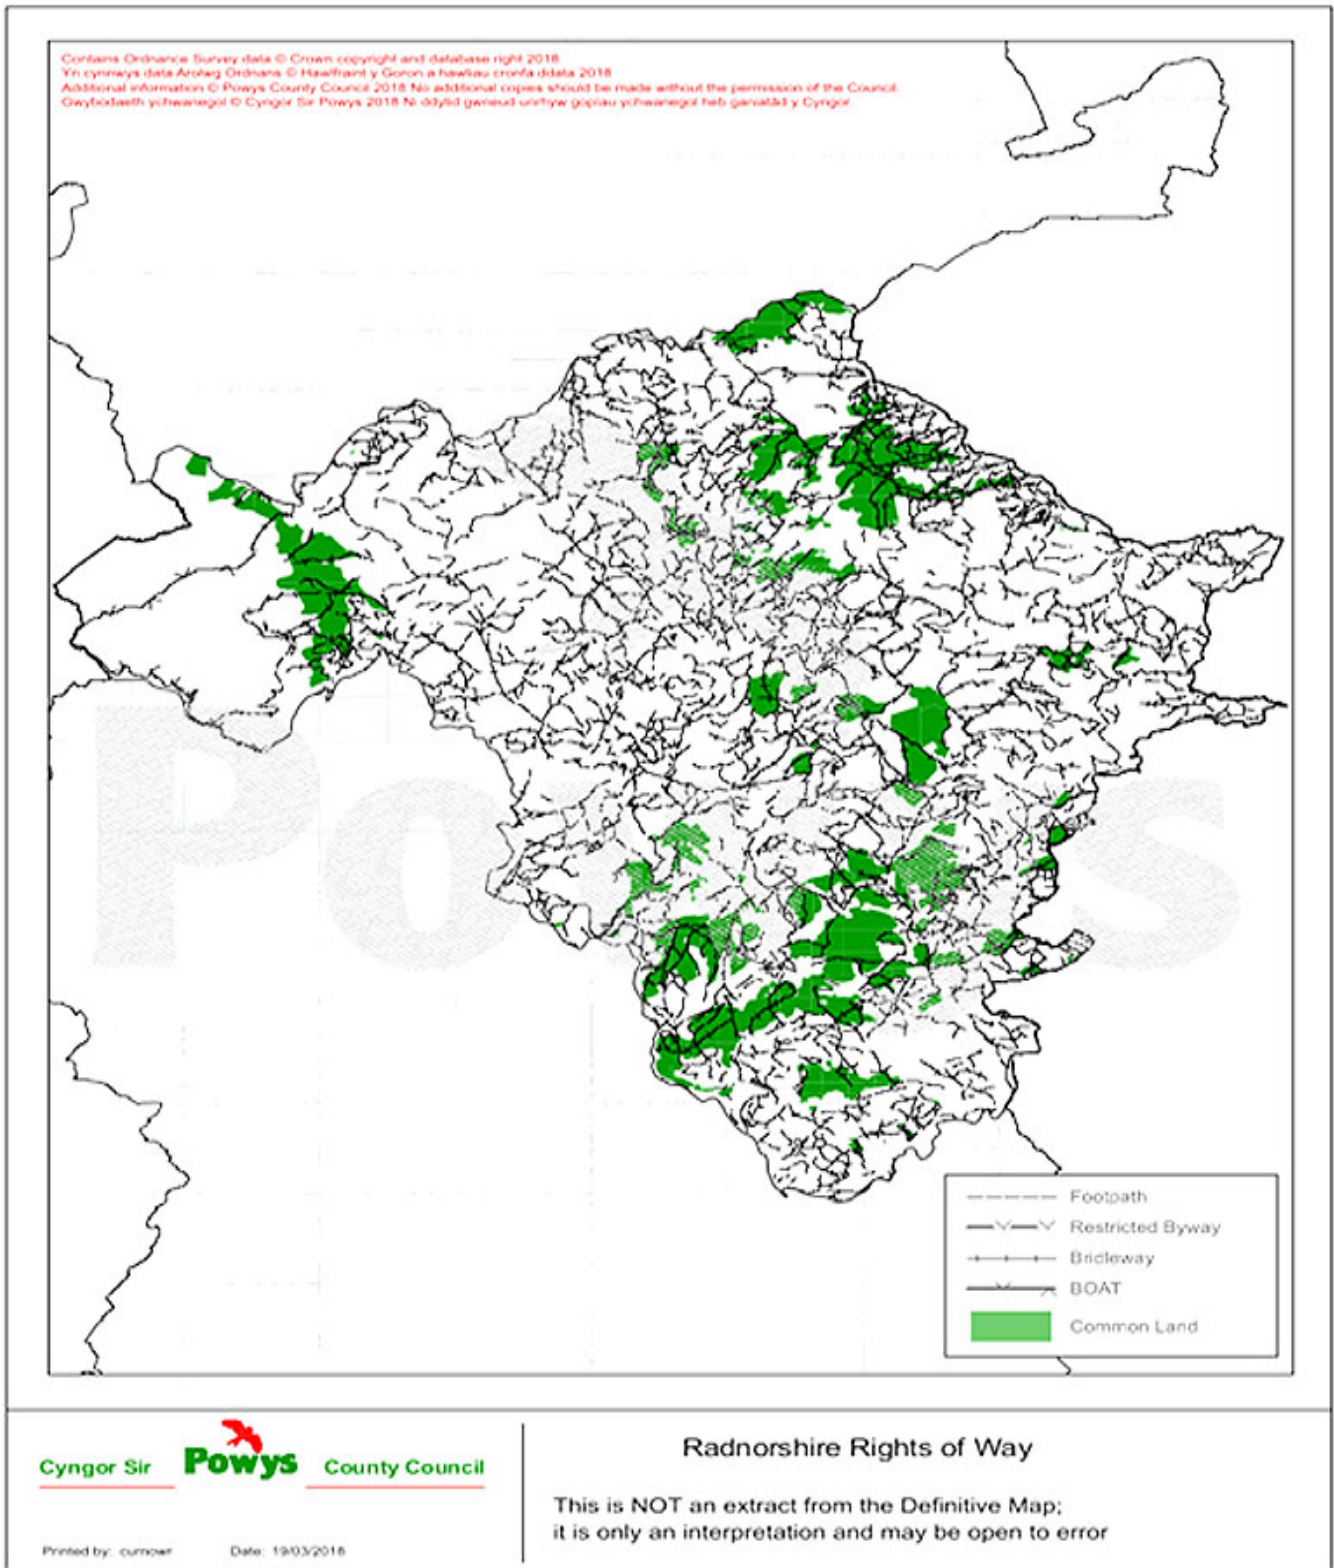 Contains Ordnance Survey data © Crown copyright and database right 2018
Yn cynnwys data Arolwg Ordnans © Hawlfraint y Goron a hawliau cronfa ddata 2018
Additional information © Powys County Council 2018 No additional copies should be made without the permission of the Council.
Gwybodaeth ychwanegol © Cyngor Sir Powys 2018 Ni ddylid gwneud unrhyw gopïau ychwanegol heb ganiatâd y Cyngor.
Powys
Footpath
Restricted Byway
Bridleway
BOAT
Common Land
Cyngor Sir Powys County Council
Printed by: Date: 19/03/2018
Radnorshire Rights of Way
This is NOT an extract from the Definitive Map;
it is only an interpretation and may be open to error